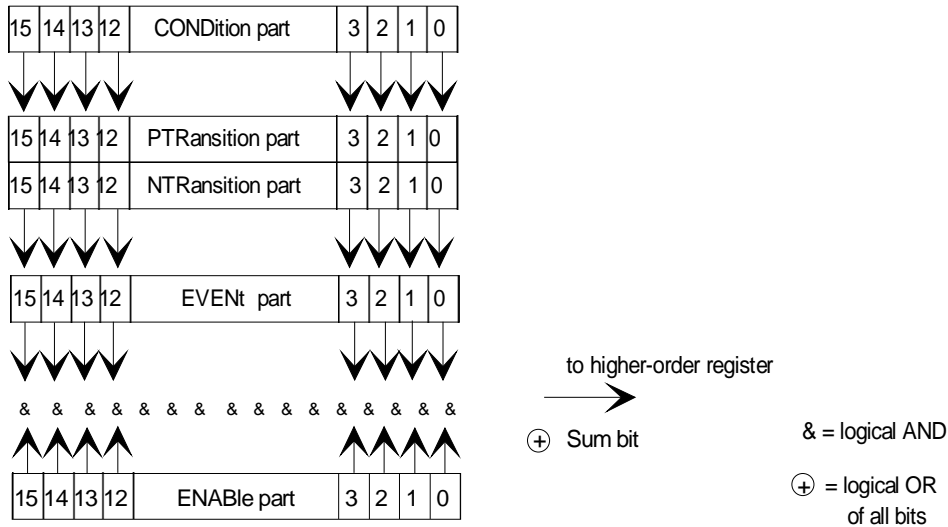 15 14 13 12 CONDition part 3 2 1 0
15 14 13 12 PTRansition part 3 2 1 0
15 14 13 12 NTRansition part 3 2 1 0
15 14 13 12 EVENt part 3 2 1 0
to higher-order register
& & & & & & & & & & & & & & & &
+ Sum bit
& = logical AND
15 14 13 12 ENABle part 3 2 1 0
+ = logical OR
of all bits